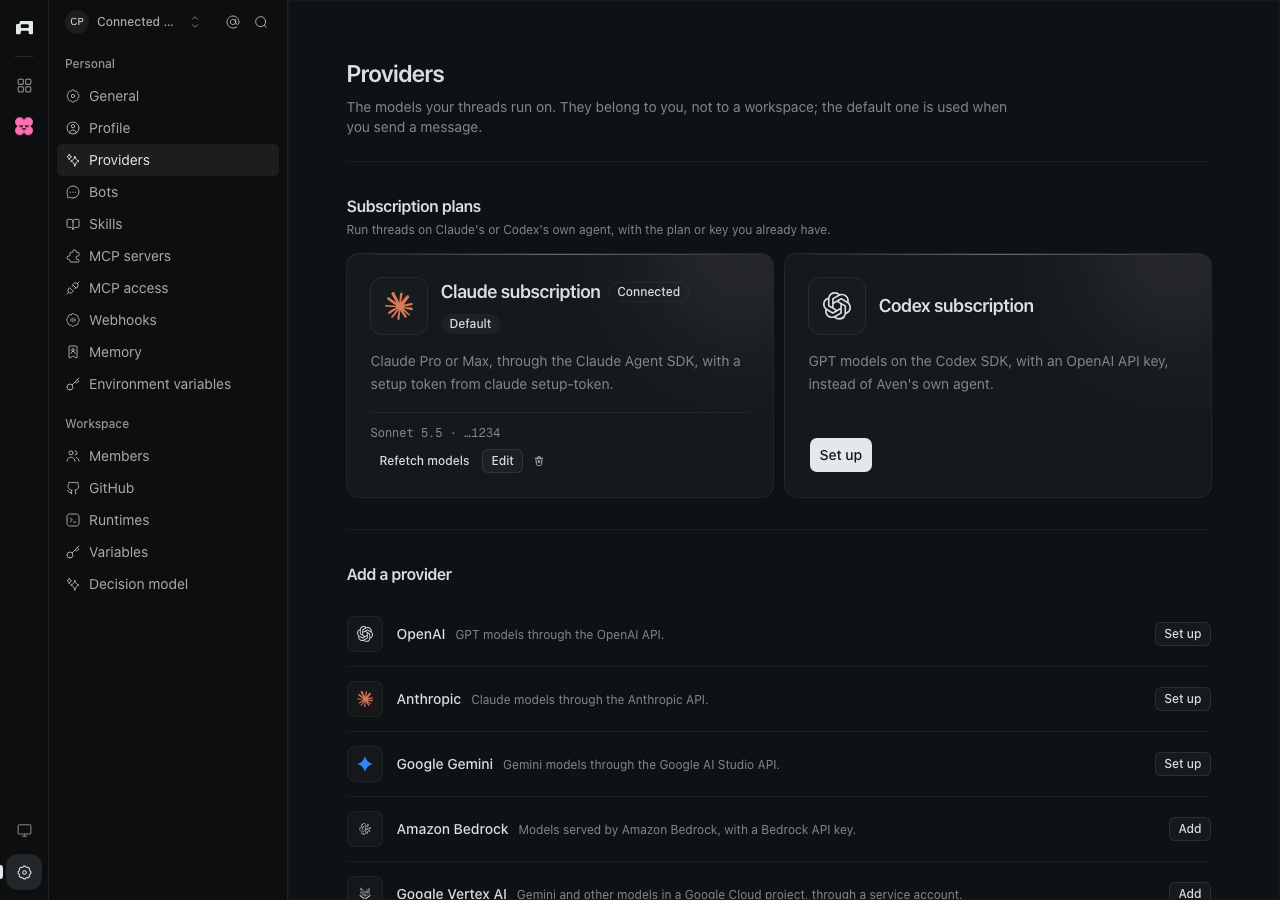 CP Connected ...
Personal
General
Profile
Providers
Bots
Skills
MCP servers
MCP access
Webhooks
Memory
Environment variables
Workspace
Members
GitHub
Runtimes
Variables
Decision model
Providers
The models your threads run on. They belong to you, not to a workspace; the default one is used when
you send a message.
Subscription plans
Run threads on Claude's or Codex's own agent, with the plan or key you already have.
Claude subscription Connected
Default
Claude Pro or Max, through the Claude Agent SDK, with a
setup token from claude setup-token.
Sonnet 5.5 · …1234
Refetch models Edit
Codex subscription
GPT models on the Codex SDK, with an OpenAI API key,
instead of Aven's own agent.
Set up
Add a provider
OpenAI GPT models through the OpenAI API. Set up
Anthropic Claude models through the Anthropic API. Set up
Google Gemini Gemini models through the Google AI Studio API. Set up
Amazon Bedrock Models served by Amazon Bedrock, with a Bedrock API key. Add
Google Vertex AI Gemini and other models in a Google Cloud project, through a service account. Add